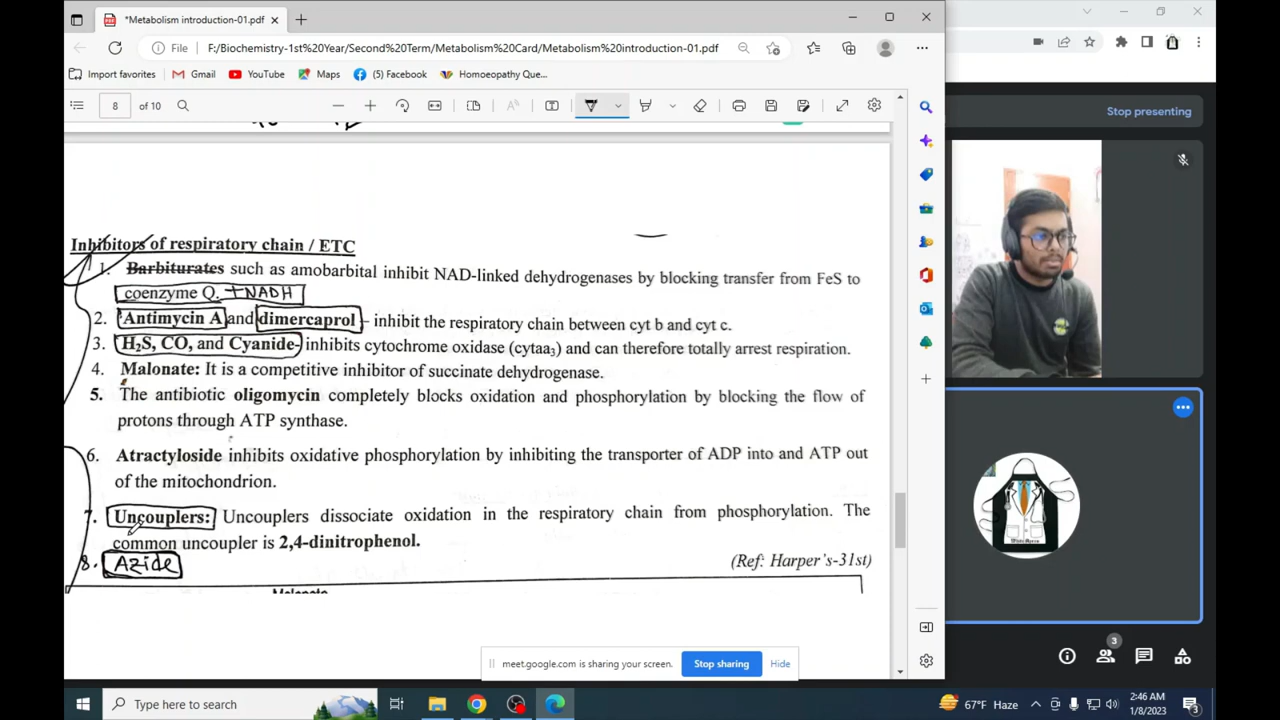 *Metabolism introduction-01.pdf
File F:/Biochemistry-1st%20Year/Second%20Term/Metabolism%20Card/Metabolism%20introduction-01.pdf
Import favorites Gmail YouTube Maps (5) Facebook Homoeopathy Que...
8 of 10
Stop presenting
Inhibitors of respiratory chain / ETC
1. Barbiturates such as amobarbital inhibit NAD-linked dehydrogenases by blocking transfer from FeS to
coenzyme Q. + NADH
2. Antimycin A and dimercaprol – inhibit the respiratory chain between cyt b and cyt c.
3. H₂S, CO, and Cyanide- inhibits cytochrome oxidase (cytaa₃) and can therefore totally arrest respiration.
4. Malonate: It is a competitive inhibitor of succinate dehydrogenase.
5. The antibiotic oligomycin completely blocks oxidation and phosphorylation by blocking the flow of
protons through ATP synthase.
6. Atractyloside inhibits oxidative phosphorylation by inhibiting the transporter of ADP into and ATP out
of the mitochondrion.
7. Uncouplers: Uncouplers dissociate oxidation in the respiratory chain from phosphorylation. The
common uncoupler is 2,4-dinitrophenol.
8. Azide
(Ref: Harper's-31st)
Malonate
meet.google.com is sharing your screen. Stop sharing Hide
3
Type here to search
67°F Haze
2:46 AM
1/8/2023
3